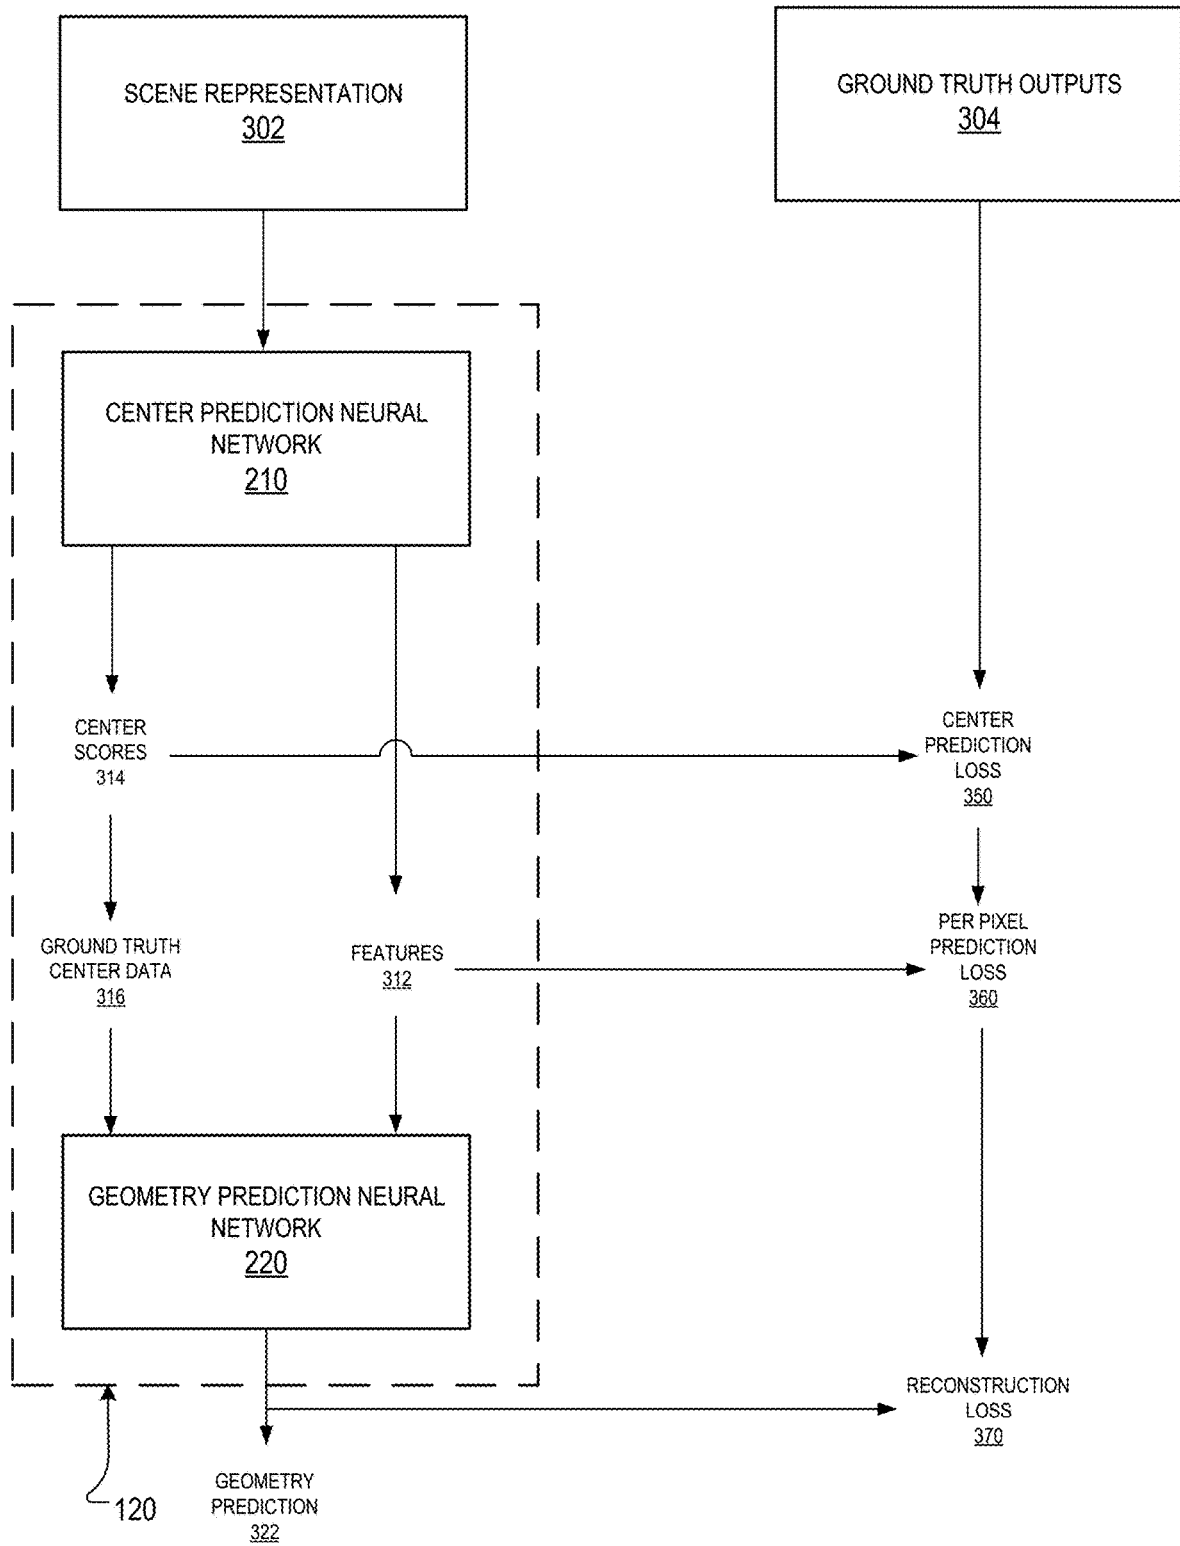 SCENE REPRESENTATION
302
GROUND TRUTH OUTPUTS
304
CENTER PREDICTION NEURAL
NETWORK
210
CENTER
SCORES
314
CENTER
PREDICTION
LOSS
350
GROUND TRUTH
CENTER DATA
316
FEATURES
312
PER PIXEL
PREDICTION
LOSS
360
GEOMETRY PREDICTION NEURAL
NETWORK
220
RECONSTRUCTION
LOSS
370
120
GEOMETRY
PREDICTION
322